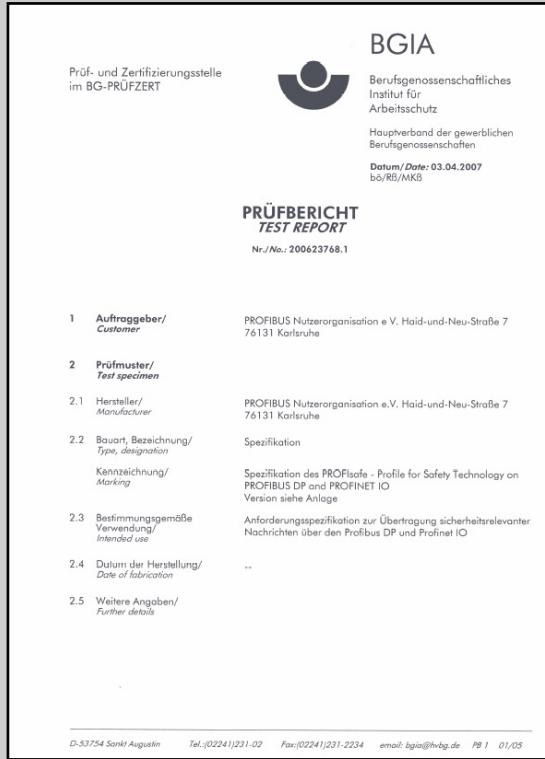 BGIA
Prüf- und Zertifizierungsstelle
im BG-PRÜFZERT
Berufsgenossenschaftliches
Institut für
Arbeitsschutz
Hauptverband der gewerblichen
Berufsgenossenschaften
Datum/Date: 03.04.2007
bö/Rß/MKß
PRÜFBERICHT
TEST REPORT
Nr./No.: 200623768.1
1 Auftraggeber/ PROFIBUS Nutzerorganisation e V. Haid-und-Neu-Straße 7
Customer 76131 Karlsruhe
2 Prüfmuster/
Test specimen
2.1 Hersteller/ PROFIBUS Nutzerorganisation e.V. Haid-und-Neu-Straße 7
Manufacturer 76131 Karlsruhe
2.2 Bauart, Bezeichnung/ Spezifikation
Type, designation
Kennzeichnung/ Spezifikation des PROFIsafe - Profile for Safety Technology on
Marking PROFIBUS DP and PROFINET IO
Version siehe Anlage
2.3 Bestimmungsgemäße Anforderungsspezifikation zur Übertragung sicherheitsrelevanter
Verwendung/ Nachrichten über den Profibus DP und Profinet IO
Intended use
2.4 Datum der Herstellung/ --
Date of fabrication
2.5 Weitere Angaben/
Further details
D-53754 Sankt Augustin Tel.:(02241)231-02 Fax:(02241)231-2234 email: bgia@hvbg.de PB 1 01/05